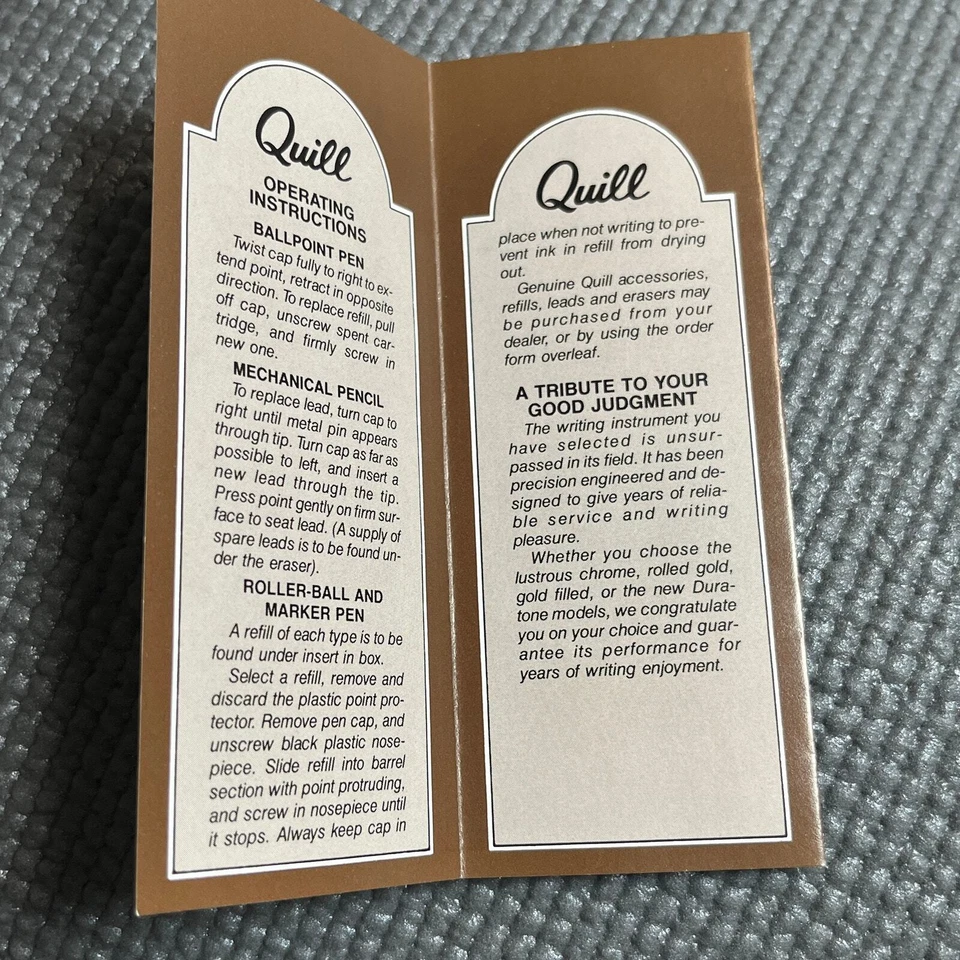 Quill
OPERATING
INSTRUCTIONS
BALLPOINT PEN
Twist cap fully to right to ex-
tend point, retract in opposite
direction. To replace refill, pull
off cap, unscrew spent car-
tridge, and firmly screw in
new one.
MECHANICAL PENCIL
To replace lead, turn cap to
right until metal pin appears
through tip. Turn cap as far as
possible to left, and insert a
new lead through the tip.
Press point gently on firm sur-
face to seat lead. (A supply of
spare leads is to be found un-
der the eraser).
ROLLER-BALL AND
MARKER PEN
A refill of each type is to be
found under insert in box.
Select a refill, remove and
discard the plastic point pro-
tector. Remove pen cap, and
unscrew black plastic nose-
piece. Slide refill into barrel
section with point protruding,
and screw in nosepiece until
it stops. Always keep cap in
Quill
place when not writing to pre-
vent ink in refill from drying
out.
Genuine Quill accessories,
refills, leads and erasers may
be purchased from your
dealer, or by using the order
form overleaf.
A TRIBUTE TO YOUR
GOOD JUDGMENT
The writing instrument you
have selected is unsur-
passed in its field. It has been
precision engineered and de-
signed to give years of relia-
ble service and writing
pleasure.
Whether you choose the
lustrous chrome, rolled gold,
gold filled, or the new Dura-
tone models, we congratulate
you on your choice and guar-
antee its performance for
years of writing enjoyment.